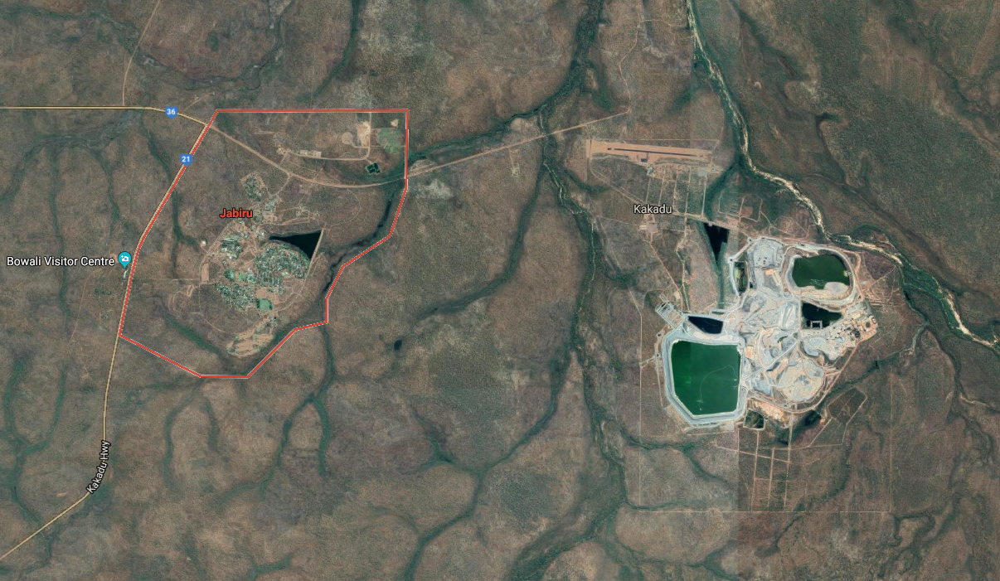 36
21
Jabiru
Kakadu
Bowali Visitor Centre
Kakadu Hwy